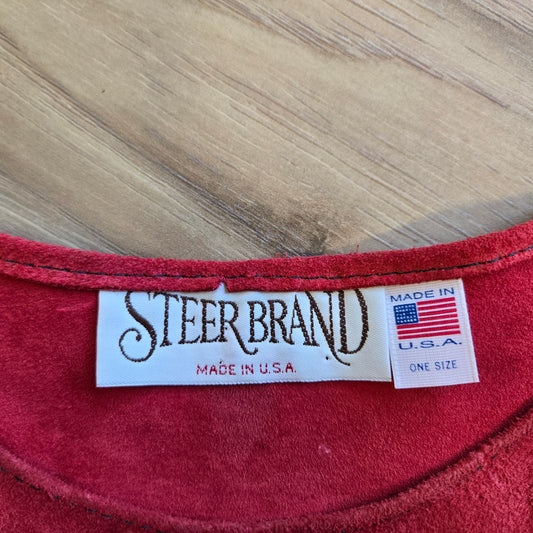 STEER BRAND
MADE IN U.S.A.
MADE IN
U.S.A.
ONE SIZE